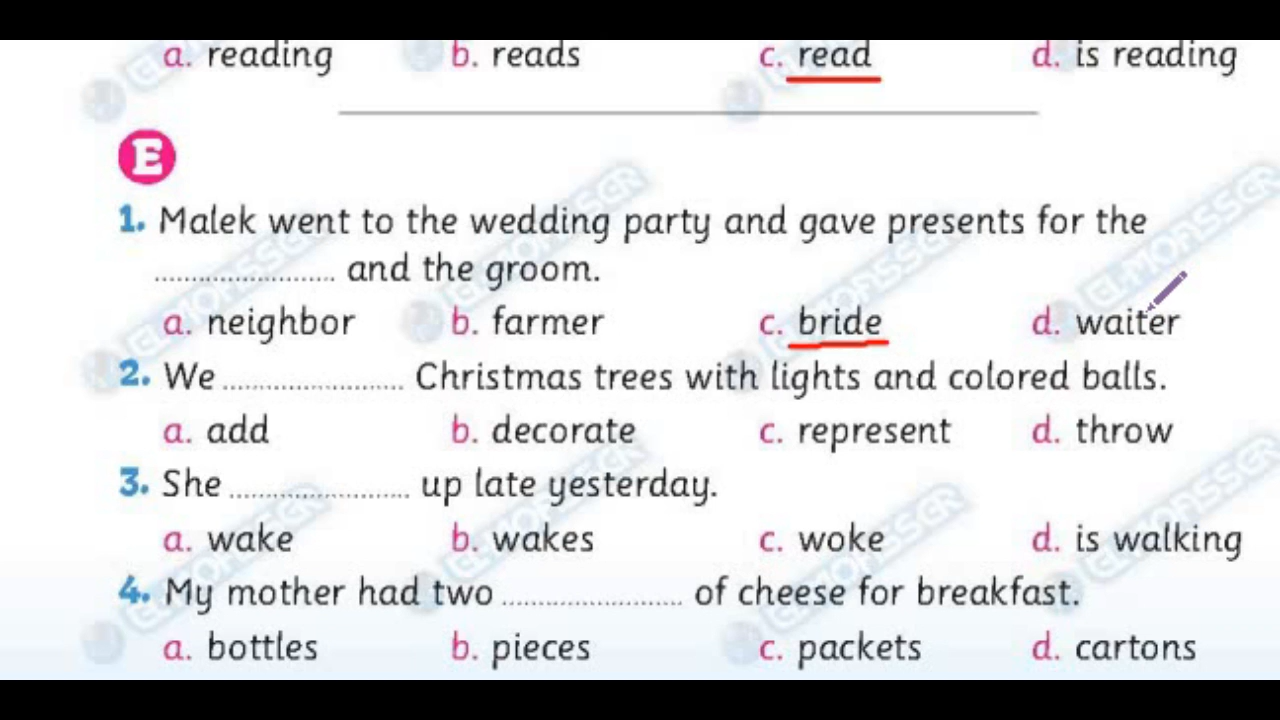 a. reading b. reads c. read d. is reading
E
1. Malek went to the wedding party and gave presents for the
........................ and the groom.
a. neighbor b. farmer c. bride d. waiter
2. We ........................ Christmas trees with lights and colored balls.
a. add b. decorate c. represent d. throw
3. She ........................ up late yesterday.
a. wake b. wakes c. woke d. is walking
4. My mother had two ........................ of cheese for breakfast.
a. bottles b. pieces c. packets d. cartons